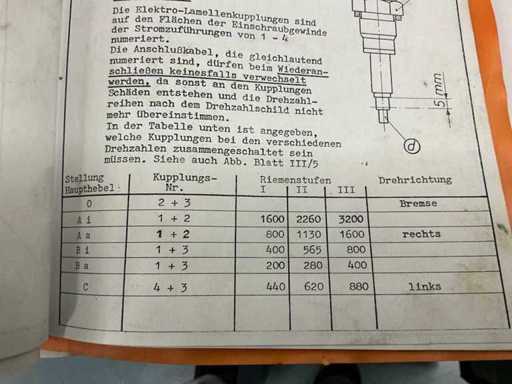 Die Elektro-Lamellenkupplungen sind
auf den Flächen der Einschraubgewinde
der Stromzuführungen von 1 - 4
numeriert.
Die Anschlußkabel, die gleichlautend
numeriert sind, dürfen beim Wiederan-
schließen keinesfalls verwechselt
werden, da sonst an den Kupplungen
Schäden entstehen und die Drehzahl-
reihen nach dem Drehzahlschild nicht
mehr übereinstimmen.
In der Tabelle unten ist angegeben,
welche Kupplungen bei den verschiedenen
Drehzahlen zusammengeschaltet sein
müssen. Siehe auch Abb. Blatt III/5
5 mm
d
Stellung Kupplungs- Riemenstufen Drehrichtung
Haupthebel Nr. I II III
0 2 + 3 Bremse
A i 1 + 2 1600 2260 3200
A a 1 + 2 800 1130 1600 rechts
B i 1 + 3 400 565 800
B a 1 + 3 200 280 400
C 4 + 3 440 620 880 links